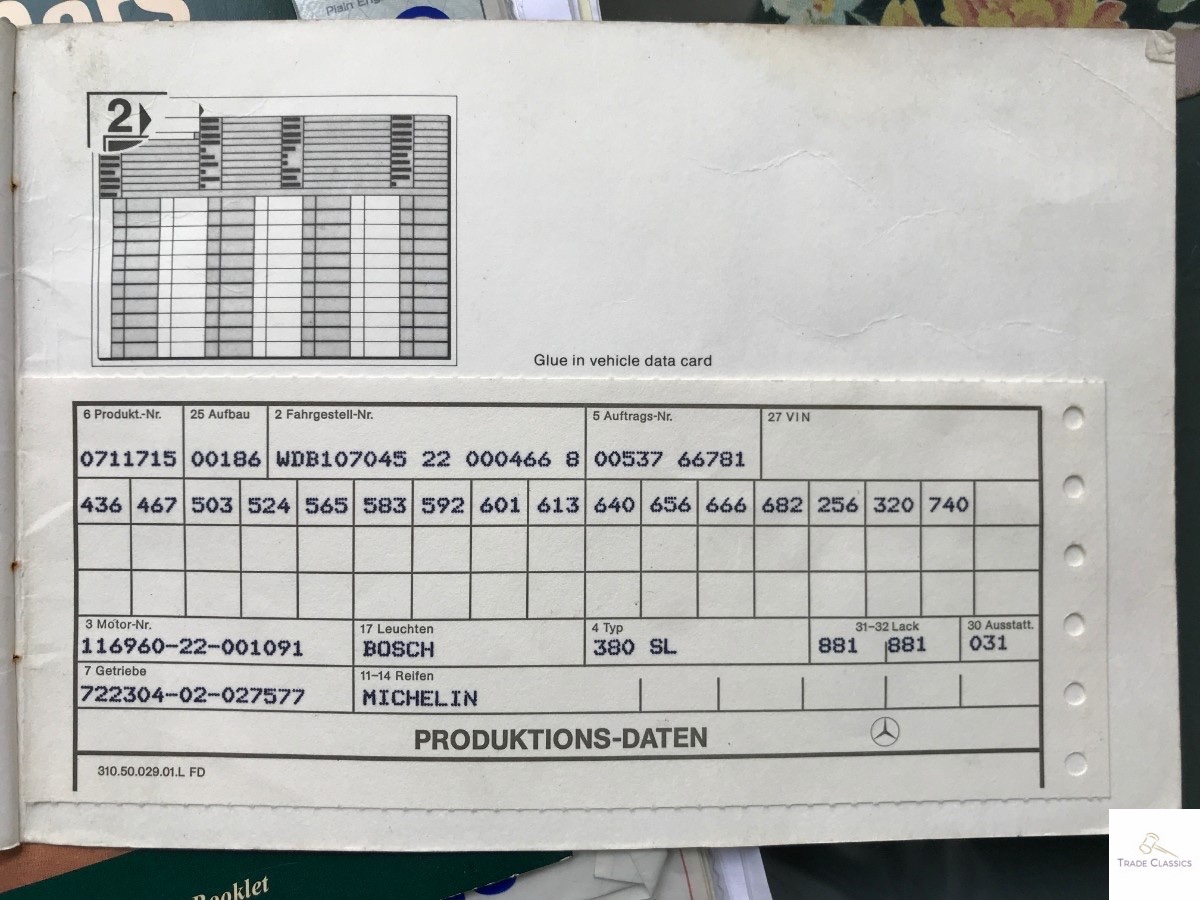 Plain Eng
2
Glue in vehicle data card
6 Produkt.-Nr. 25 Aufbau 2 Fahrgestell-Nr. 5 Auftrags-Nr. 27 VIN
0711715 00186 WDB107045 22 000466 8 00537 66781
436 467 503 524 565 583 592 601 613 640 656 666 682 256 320 740
3 Motor-Nr. 17 Leuchten 4 Typ 31–32 Lack 30 Ausstatt.
116960-22-001091 BOSCH 380 SL 881 881 031
7 Getriebe 11–14 Reifen
722304-02-027577 MICHELIN
PRODUKTIONS-DATEN
310.50.029.01.L FD
Booklet
TRADE CLASSICS